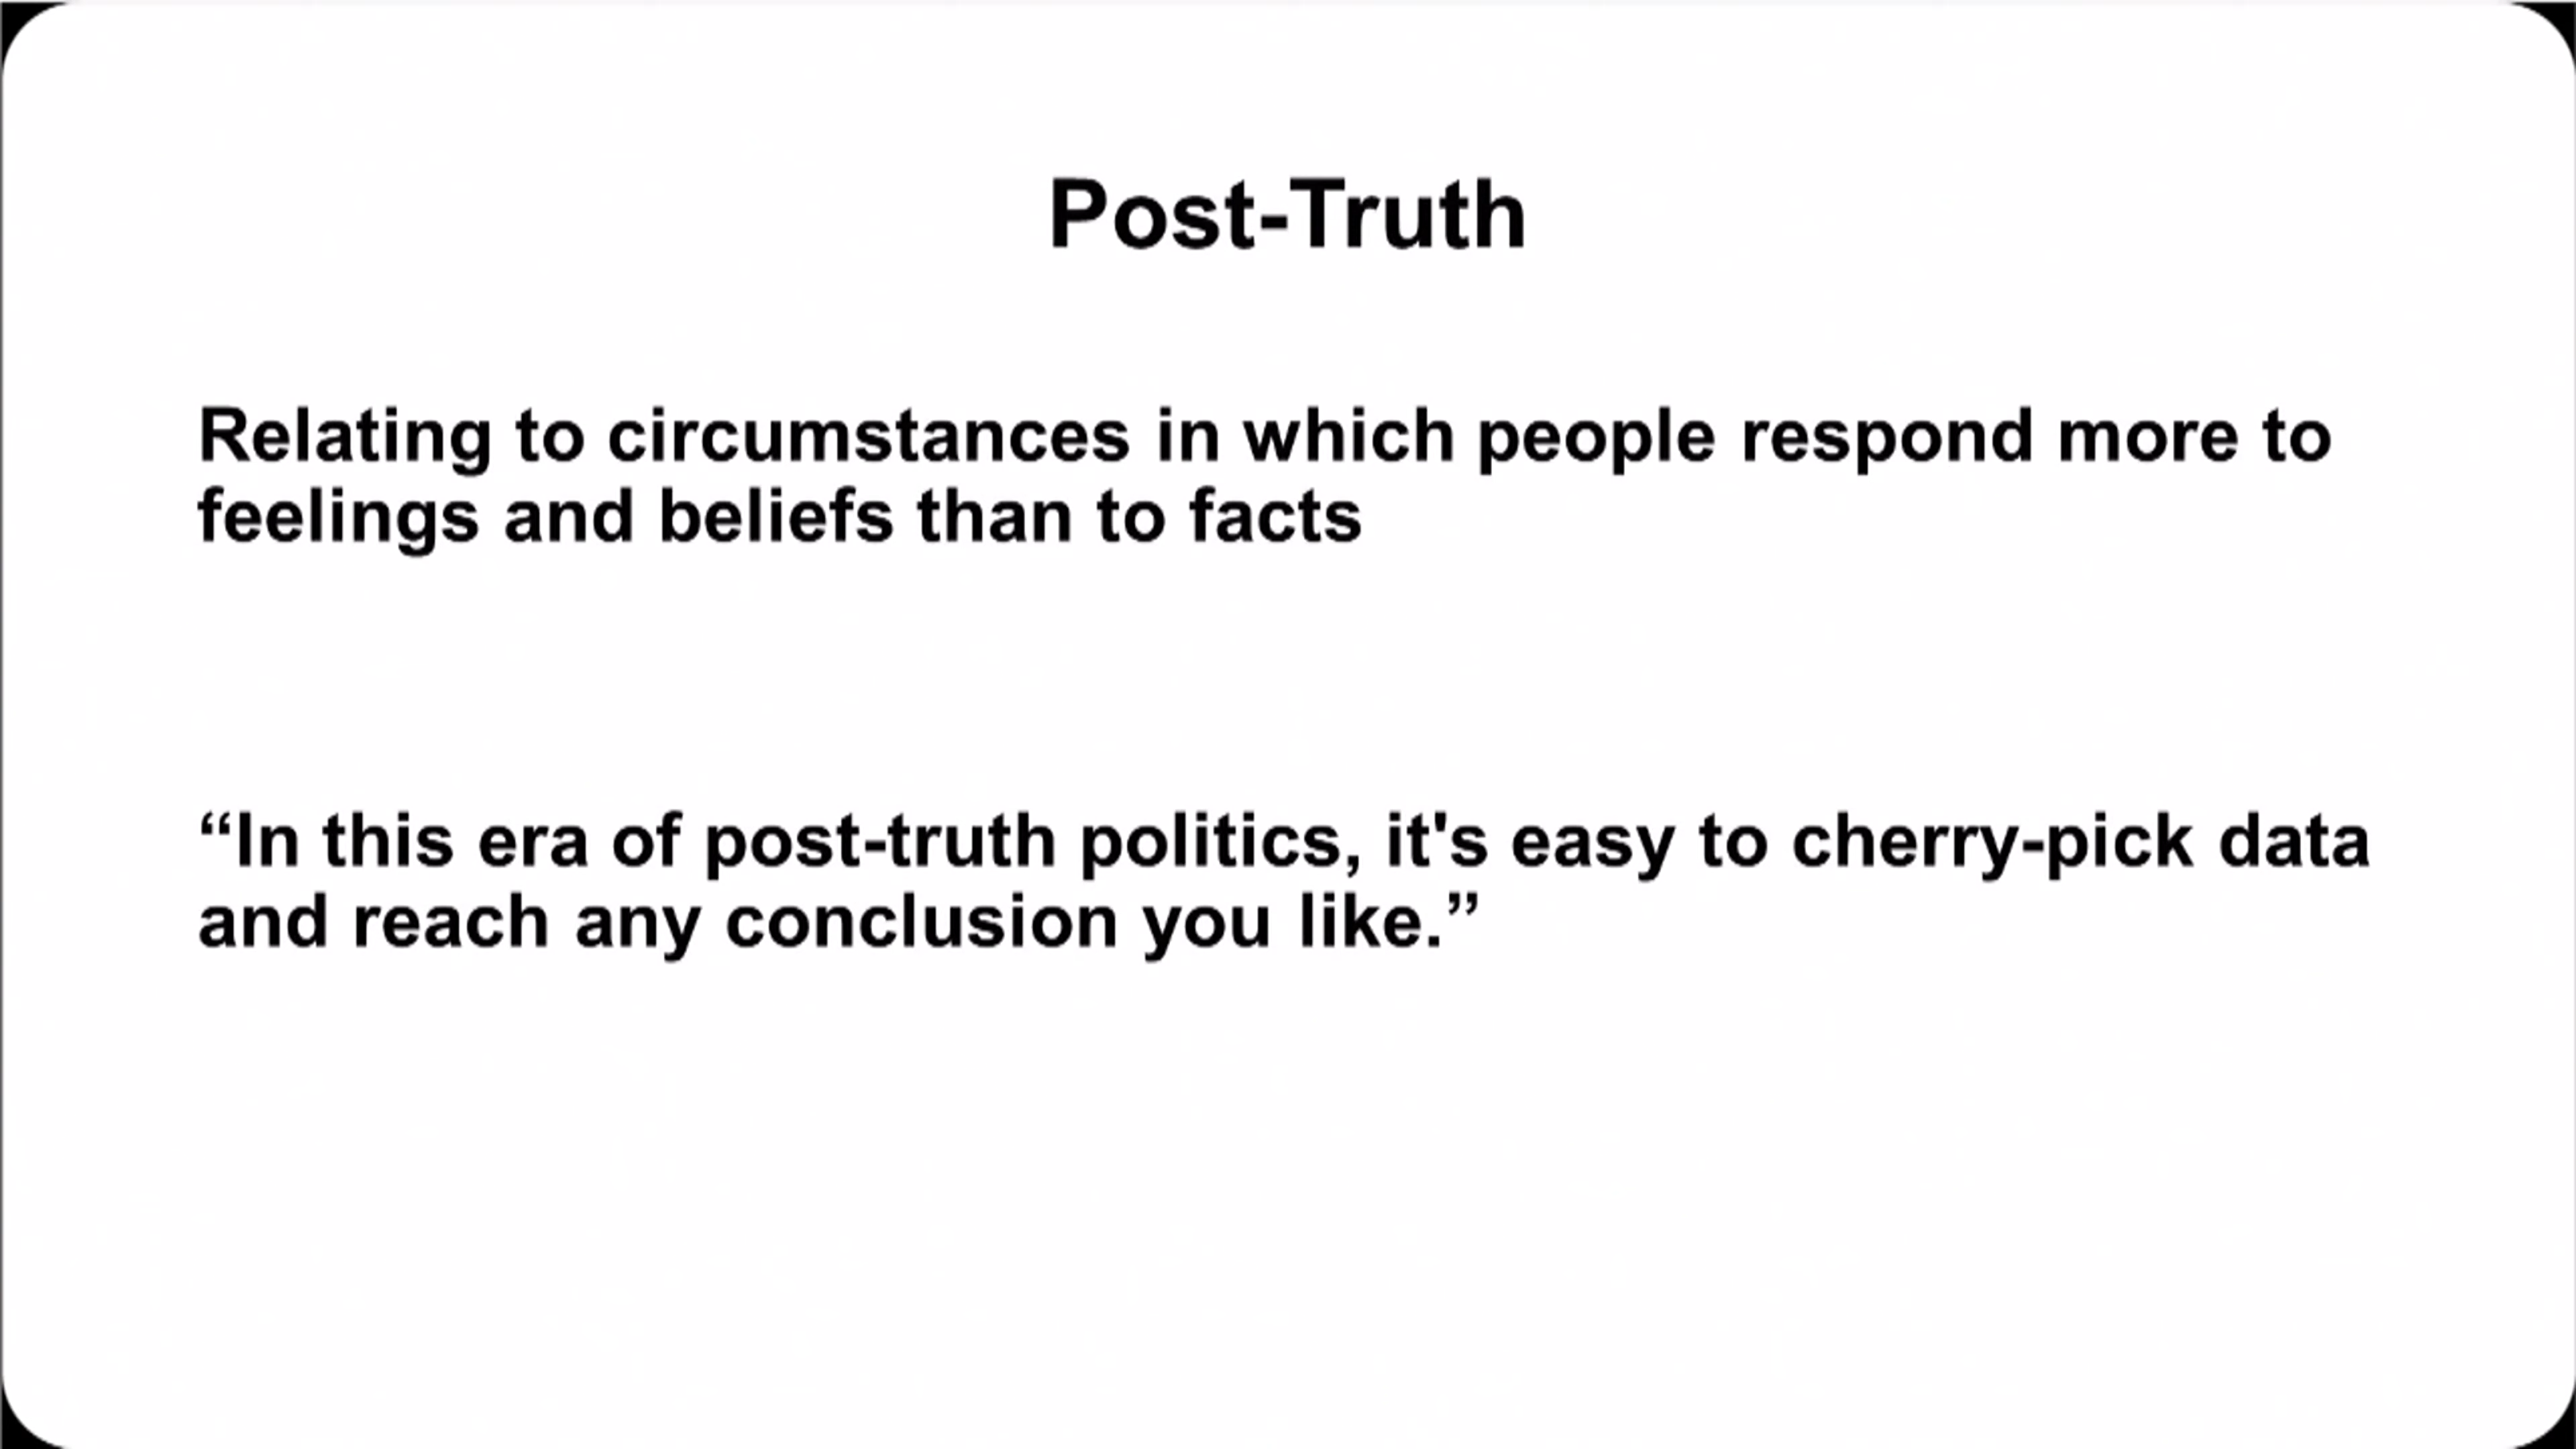 Post-Truth
Relating to circumstances in which people respond more to
feelings and beliefs than to facts
“In this era of post-truth politics, it's easy to cherry-pick data
and reach any conclusion you like.”